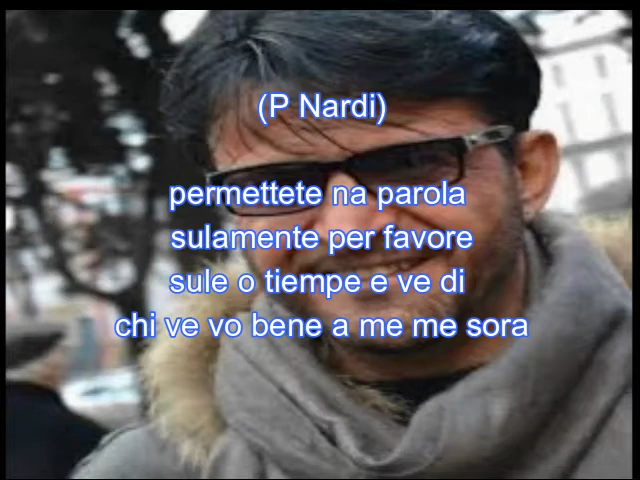 (P Nardi)
permettete na parola
sulamente per favore
sule o tiempe e ve di
chi ve vo bene a me me sora